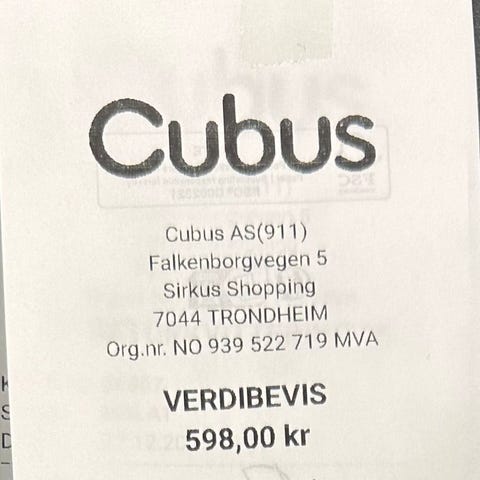 Cubus
Cubus AS(911)
Falkenborgvegen 5
Sirkus Shopping
7044 TRONDHEIM
Org.nr. NO 939 522 719 MVA
VERDIBEVIS
598,00 kr
K
S
D